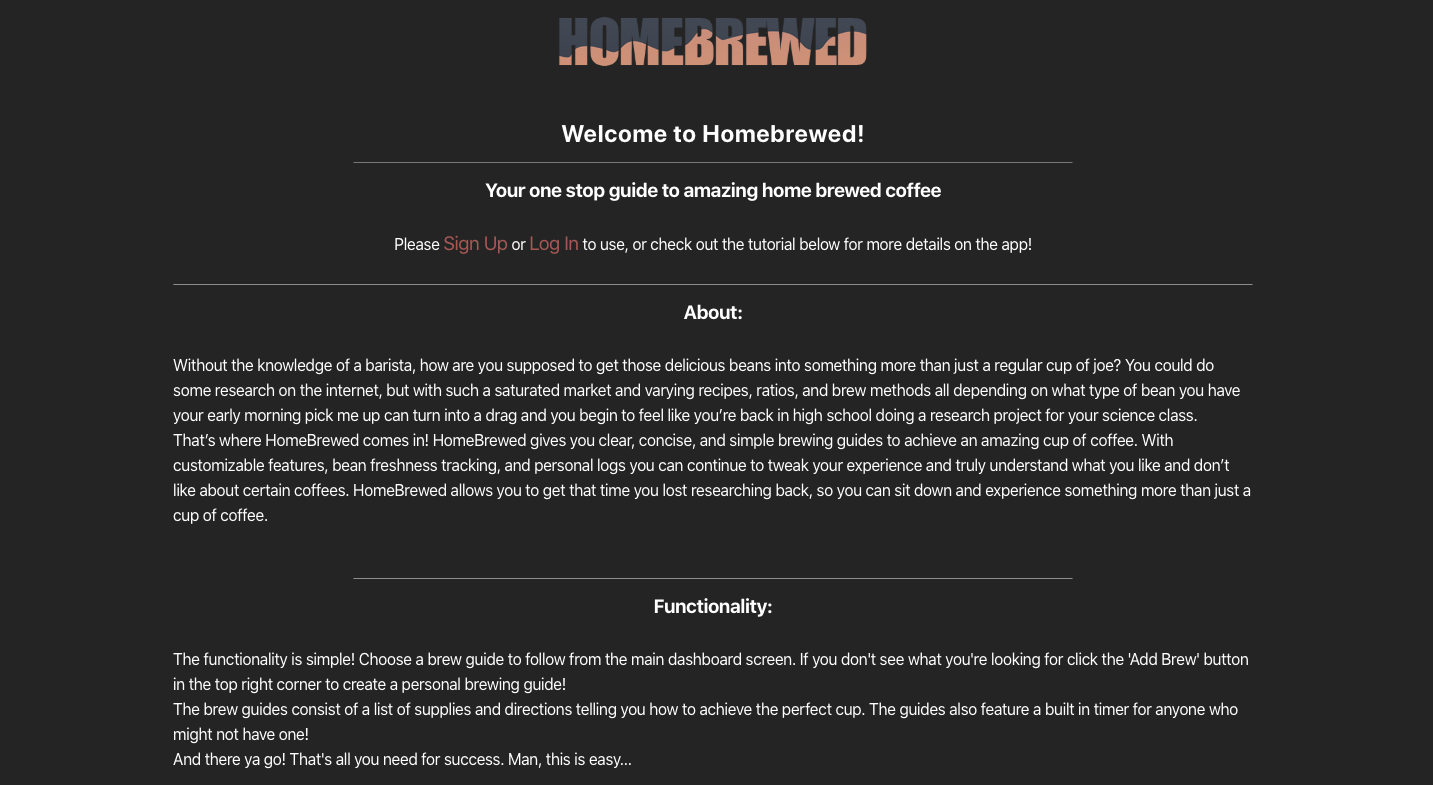 HOMEBREWED
Welcome to Homebrewed!
Your one stop guide to amazing home brewed coffee
Please Sign Up or Log In to use, or check out the tutorial below for more details on the app!
About:
Without the knowledge of a barista, how are you supposed to get those delicious beans into something more than just a regular cup of joe? You could do
some research on the internet, but with such a saturated market and varying recipes, ratios, and brew methods all depending on what type of bean you have
your early morning pick me up can turn into a drag and you begin to feel like you’re back in high school doing a research project for your science class.
That’s where HomeBrewed comes in! HomeBrewed gives you clear, concise, and simple brewing guides to achieve an amazing cup of coffee. With
customizable features, bean freshness tracking, and personal logs you can continue to tweak your experience and truly understand what you like and don’t
like about certain coffees. HomeBrewed allows you to get that time you lost researching back, so you can sit down and experience something more than just a
cup of coffee.
Functionality:
The functionality is simple! Choose a brew guide to follow from the main dashboard screen. If you don't see what you're looking for click the 'Add Brew' button
in the top right corner to create a personal brewing guide!
The brew guides consist of a list of supplies and directions telling you how to achieve the perfect cup. The guides also feature a built in timer for anyone who
might not have one!
And there ya go! That's all you need for success. Man, this is easy...